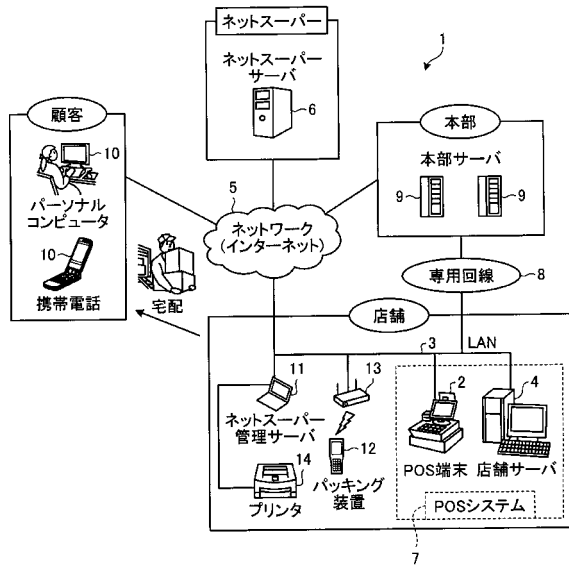 ネットスーパー
ネットスーパー
サーバ
6
1
顧客
10
パーソナル
コンピュータ
10
携帯電話
5
ネットワーク
(インターネット)
宅配
本部
本部サーバ
9
9
専用回線
8
店舗
3
LAN
11
ネットスーパー
管理サーバ
13
12
パッキング
装置
14
プリンタ
2
4
POS端末
店舗サーバ
POSシステム
7